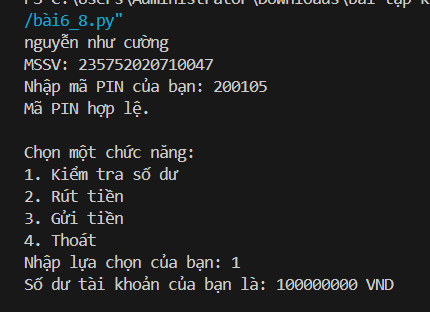 /bài6_8.py"
nguyễn như cường
MSSV: 235752020710047
Nhập mã PIN của bạn: 200105
Mã PIN hợp lệ.
Chọn một chức năng:
1. Kiểm tra số dư
2. Rút tiền
3. Gửi tiền
4. Thoát
Nhập lựa chọn của bạn: 1
Số dư tài khoản của bạn là: 100000000 VND